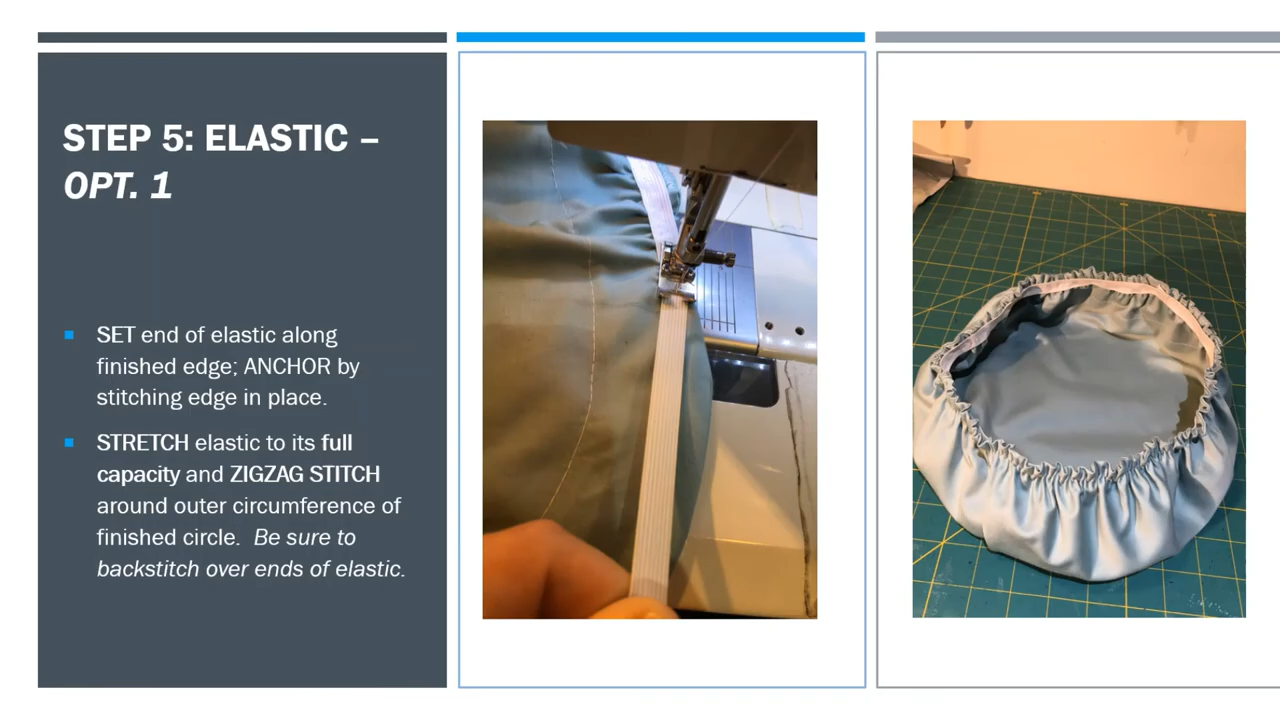 STEP 5: ELASTIC –
OPT. 1
SET end of elastic along
finished edge; ANCHOR by
stitching edge in place.
STRETCH elastic to its full
capacity and ZIGZAG STITCH
around outer circumference of
finished circle.  Be sure to
backstitch over ends of elastic.